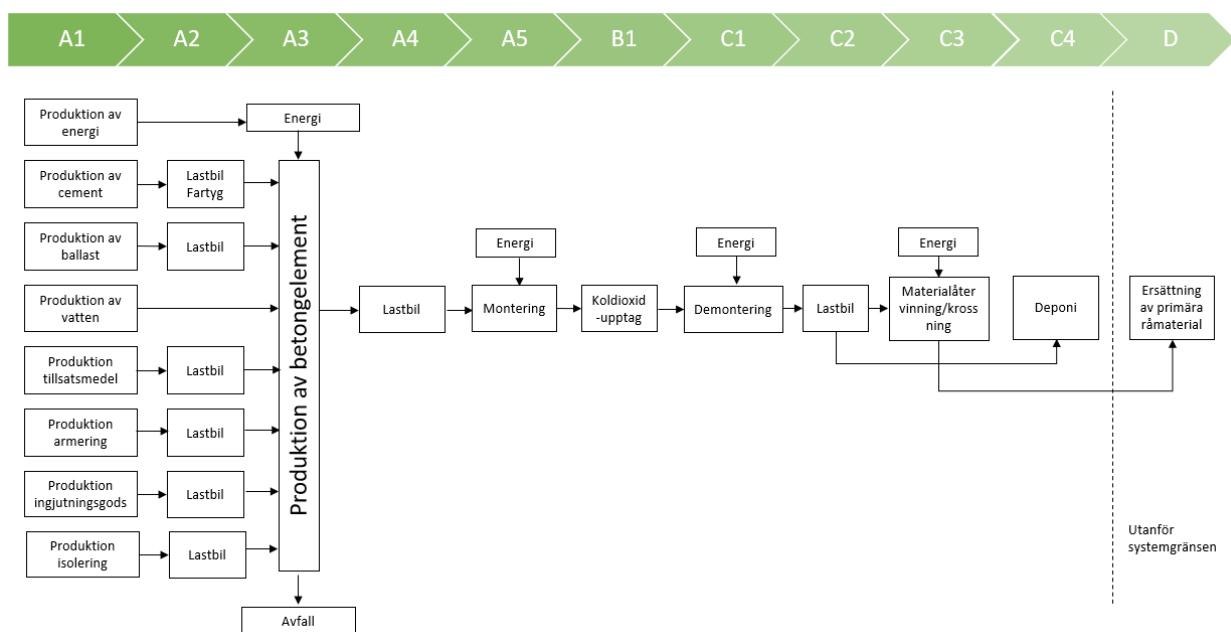 A1
A2
A3
A4
A5
B1
C1
C2
C3
C4
D
Produktion av
energi
Energi
Produktion av
cement
Lastbil
Fartyg
Produktion av
ballast
Lastbil
Produktion av
vatten
Produktion
tillsatsmedel
Lastbil
Produktion
armering
Lastbil
Produktion
ingjutningsgods
Lastbil
Produktion
isolering
Lastbil
Produktion av betongelement
Avfall
Lastbil
Energi
Montering
Koldioxid
-upptag
Energi
Demontering
Lastbil
Energi
Materialåter
vinning/kross
ning
Deponi
Ersättning
av primära
råmaterial
Utanför
systemgränsen